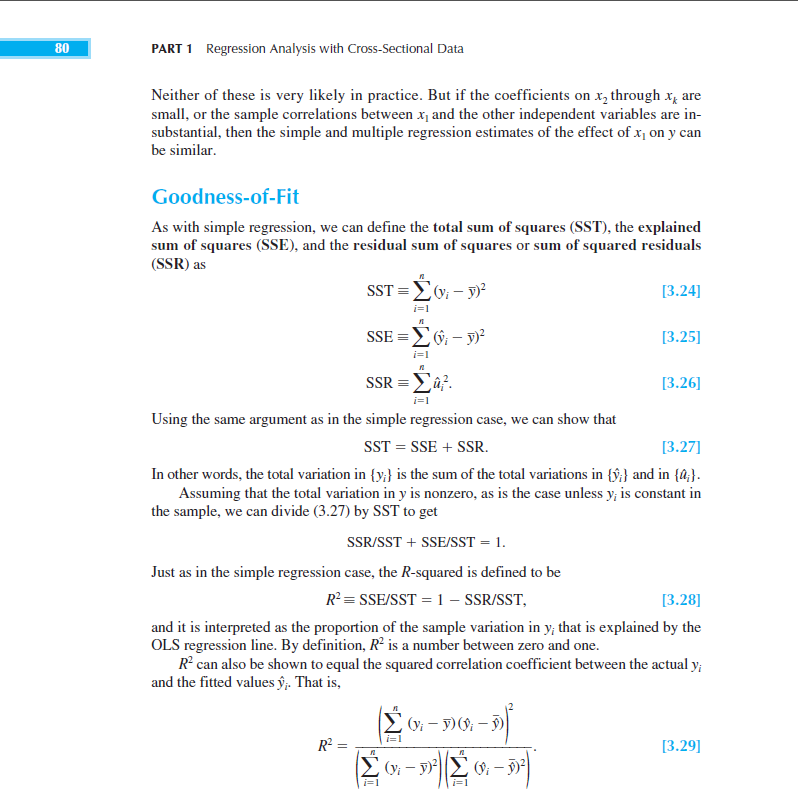 80 PART 1 Regression Analysis with Cross-Sectional Data
Neither of these is very likely in practice. But if the coefficients on x₂ through xₖ are
small, or the sample correlations between x₁ and the other independent variables are in-
substantial, then the simple and multiple regression estimates of the effect of x₁ on y can
be similar.
Goodness-of-Fit
As with simple regression, we can define the total sum of squares (SST), the explained
sum of squares (SSE), and the residual sum of squares or sum of squared residuals
(SSR) as
SST ≡ ∑ⁿᵢ₌₁ (yᵢ − ȳ)² [3.24]
SSE ≡ ∑ⁿᵢ₌₁ (ŷᵢ − ȳ)² [3.25]
SSR ≡ ∑ⁿᵢ₌₁ ûᵢ². [3.26]
Using the same argument as in the simple regression case, we can show that
SST = SSE + SSR. [3.27]
In other words, the total variation in {yᵢ} is the sum of the total variations in {ŷᵢ} and in {ûᵢ}.
Assuming that the total variation in y is nonzero, as is the case unless yᵢ is constant in
the sample, we can divide (3.27) by SST to get
SSR/SST + SSE/SST = 1.
Just as in the simple regression case, the R-squared is defined to be
R² ≡ SSE/SST = 1 − SSR/SST, [3.28]
and it is interpreted as the proportion of the sample variation in yᵢ that is explained by the
OLS regression line. By definition, R² is a number between zero and one.
R² can also be shown to equal the squared correlation coefficient between the actual yᵢ
and the fitted values ŷᵢ. That is,
R² = (∑ⁿᵢ₌₁ (yᵢ − ȳ)(ŷᵢ − ŷ̄))² / (∑ⁿᵢ₌₁ (yᵢ − ȳ)²)(∑ⁿᵢ₌₁ (ŷᵢ − ŷ̄)²). [3.29]